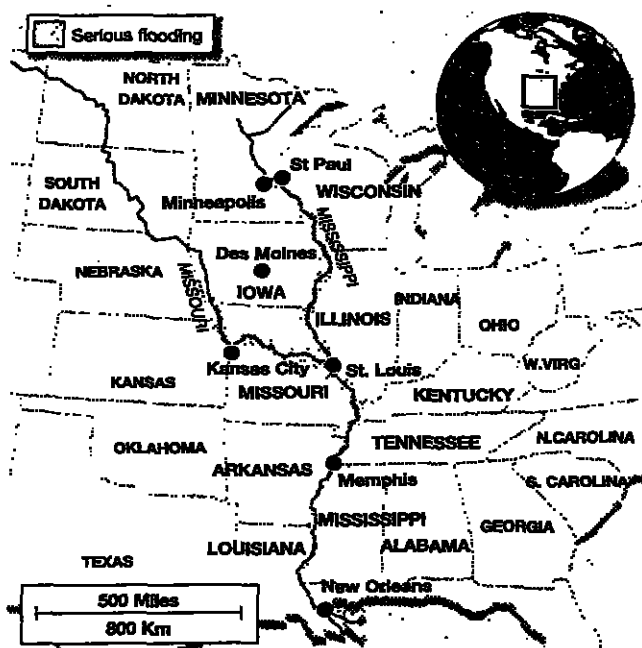 Serious flooding
NORTH
DAKOTA
MINNESOTA
St Paul
SOUTH
DAKOTA
Minneapolis
WISCONSIN
MISSISSIPPI
Des Moines
NEBRASKA
MISSOURI
IOWA
INDIANA
ILLINOIS
OHIO
W.VIRG
Kansas City
St. Louis
KANSAS
MISSOURI
KENTUCKY
TENNESSEE
N.CAROLINA
OKLAHOMA
ARKANSAS
Memphis
S. CAROLINA
MISSISSIPPI
GEORGIA
LOUISIANA
ALABAMA
TEXAS
New Orleans
500 Miles
800 Km